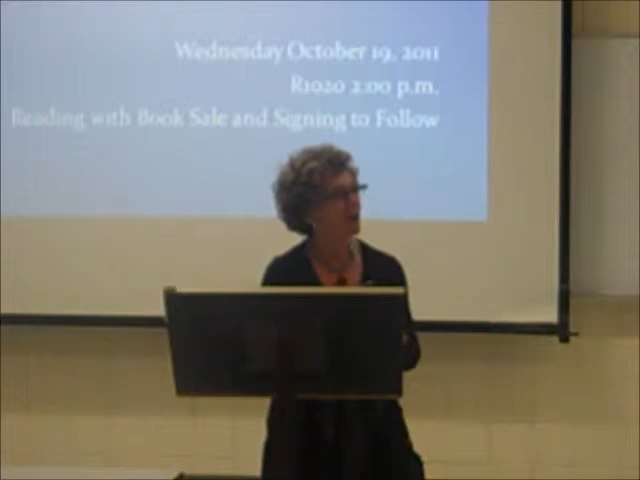 Wednesday October 19, 2011
R1020 2:00 p.m.
Reading with Book Sale and Signing to Follow